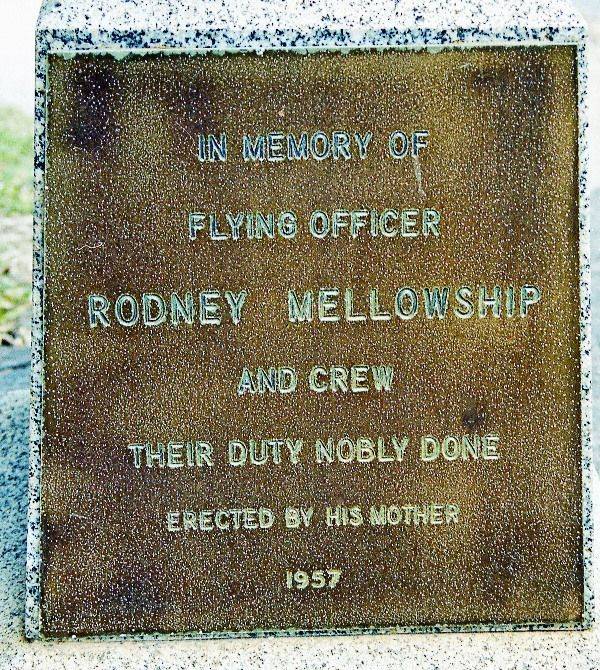 IN MEMORY OF
FLYING OFFICER
RODNEY MELLOWSHIP
AND CREW
THEIR DUTY NOBLY DONE
ERECTED BY HIS MOTHER
1957